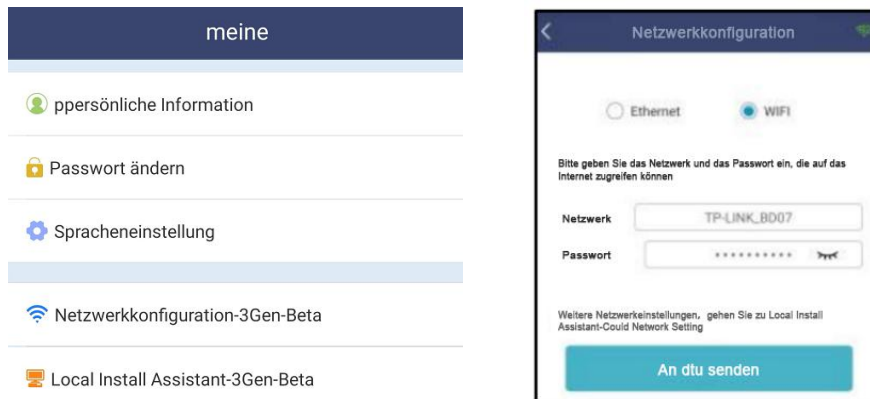 meine
ppersönliche Information
Passwort ändern
Spracheneinstellung
Netzwerkkonfiguration-3Gen-Beta
Local Install Assistant-3Gen-Beta
Netzwerkkonfiguration
Ethernet
WIFI
Bitte geben Sie das Netzwerk und das Passwort ein, die auf das
Internet zugreifen können
Netzwerk TP-LINK_BD07
Passwort **********
Weitere Netzwerkeinstellungen, gehen Sie zu Local Install
Assistant-Could Network Setting
An dtu senden